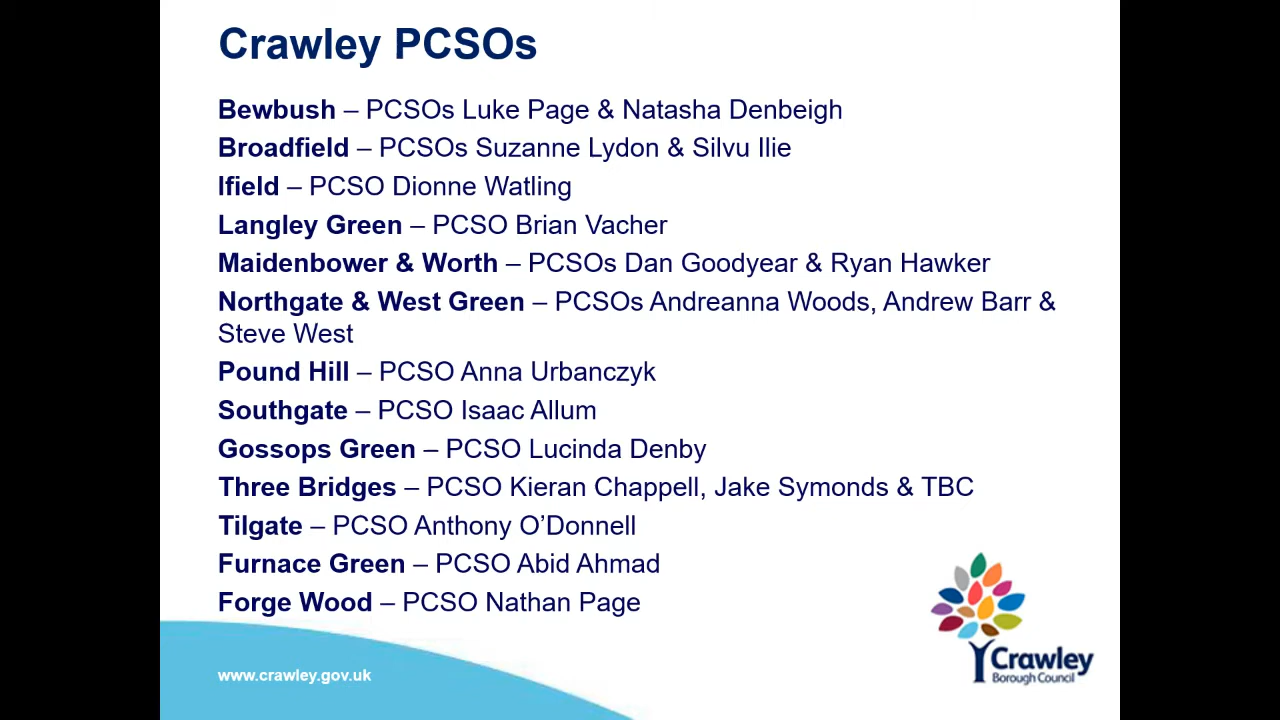 Crawley PCSOs
Bewbush – PCSOs Luke Page & Natasha Denbeigh
Broadfield – PCSOs Suzanne Lydon & Silvu Ilie
Ifield – PCSO Dionne Watling
Langley Green – PCSO Brian Vacher
Maidenbower & Worth – PCSOs Dan Goodyear & Ryan Hawker
Northgate & West Green – PCSOs Andreanna Woods, Andrew Barr &
Steve West
Pound Hill – PCSO Anna Urbanczyk
Southgate – PCSO Isaac Allum
Gossops Green – PCSO Lucinda Denby
Three Bridges – PCSO Kieran Chappell, Jake Symonds & TBC
Tilgate – PCSO Anthony O’Donnell
Furnace Green – PCSO Abid Ahmad
Forge Wood – PCSO Nathan Page
www.crawley.gov.uk
Crawley
Borough Council